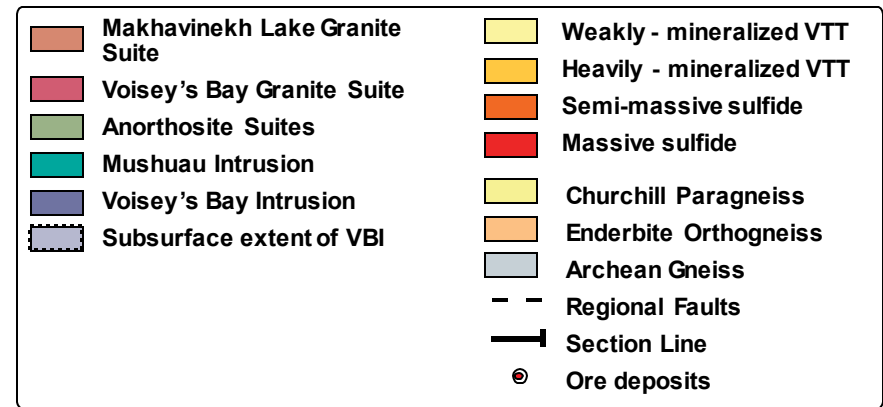 Makhavinekh Lake Granite
Suite
Voisey's Bay Granite Suite
Anorthosite Suites
Mushuau Intrusion
Voisey's Bay Intrusion
Subsurface extent of VBI
Weakly - mineralized VTT
Heavily - mineralized VTT
Semi-massive sulfide
Massive sulfide
Churchill Paragneiss
Enderbite Orthogneiss
Archean Gneiss
Regional Faults
Section Line
Ore deposits